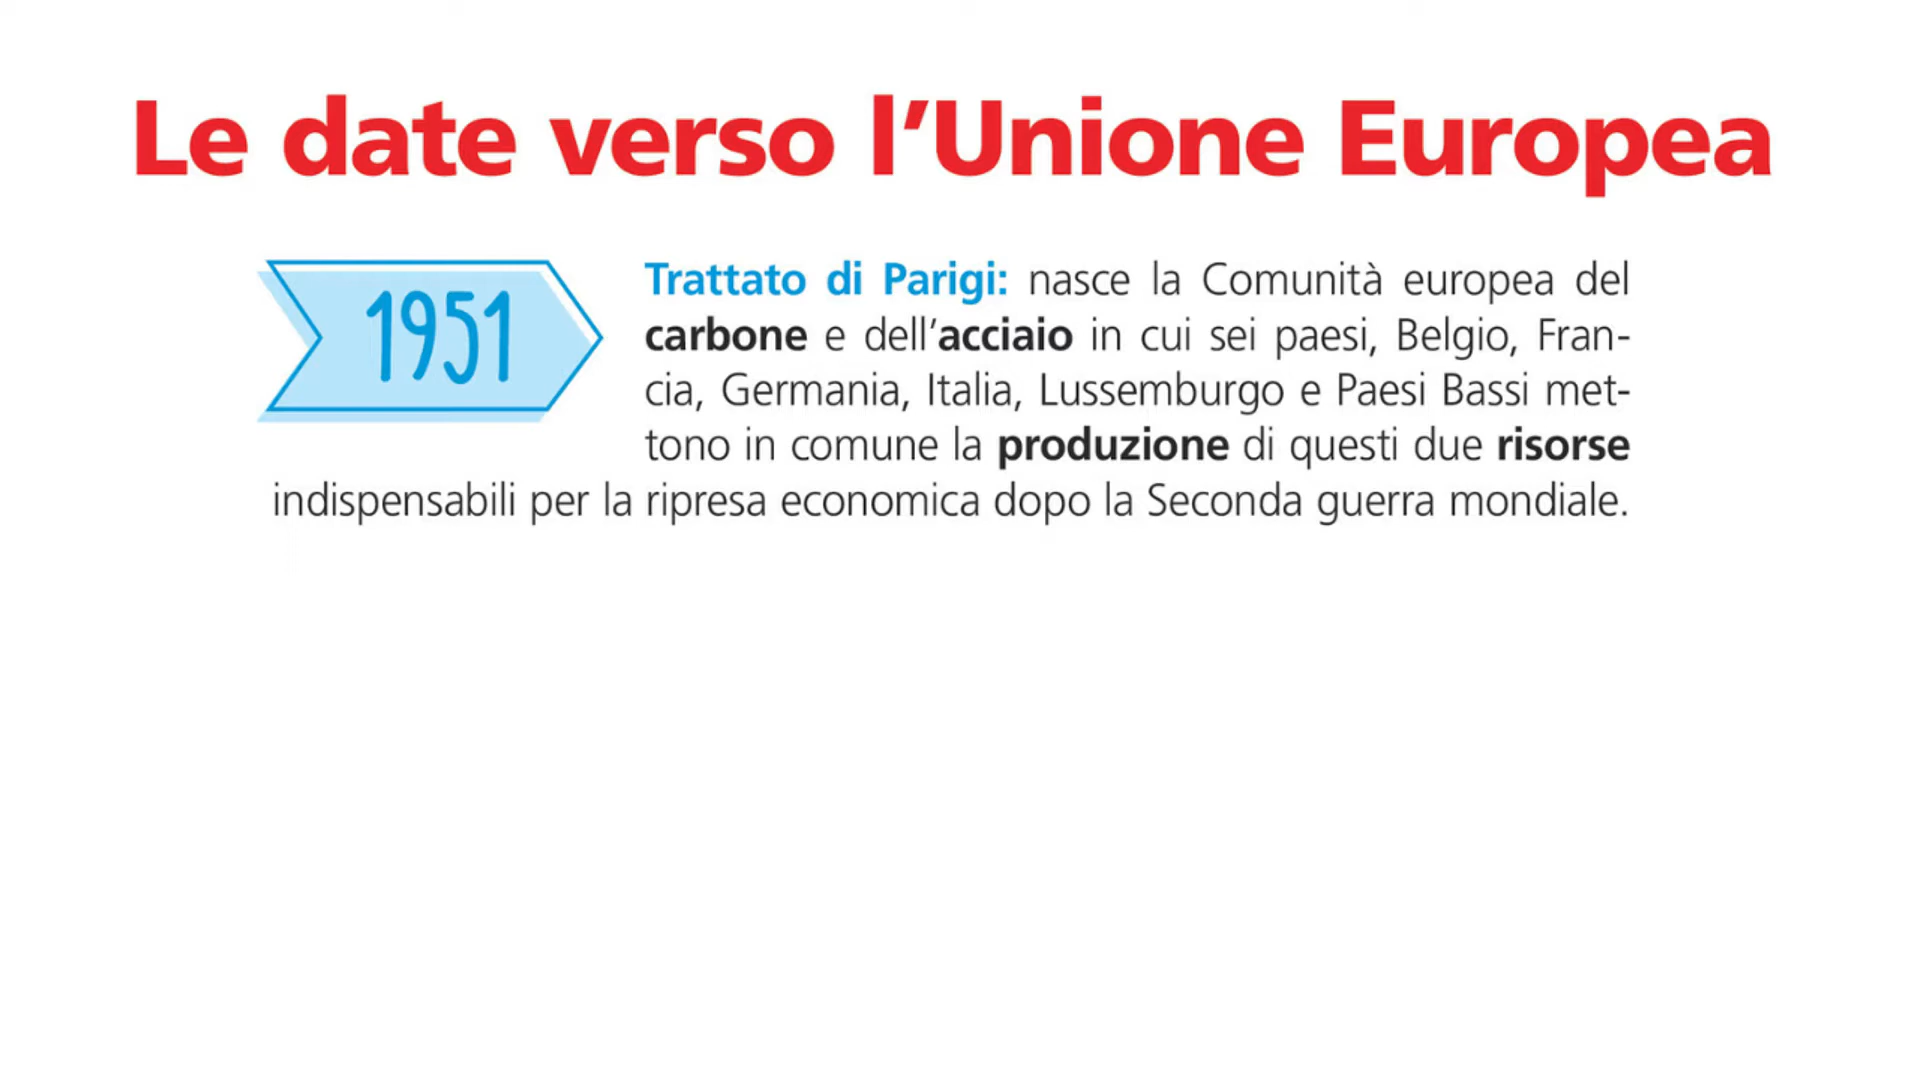 Le date verso l’Unione Europea
1951
Trattato di Parigi: nasce la Comunità europea del
carbone e dell’acciaio in cui sei paesi, Belgio, Fran-
cia, Germania, Italia, Lussemburgo e Paesi Bassi met-
tono in comune la produzione di questi due risorse
indispensabili per la ripresa economica dopo la Seconda guerra mondiale.